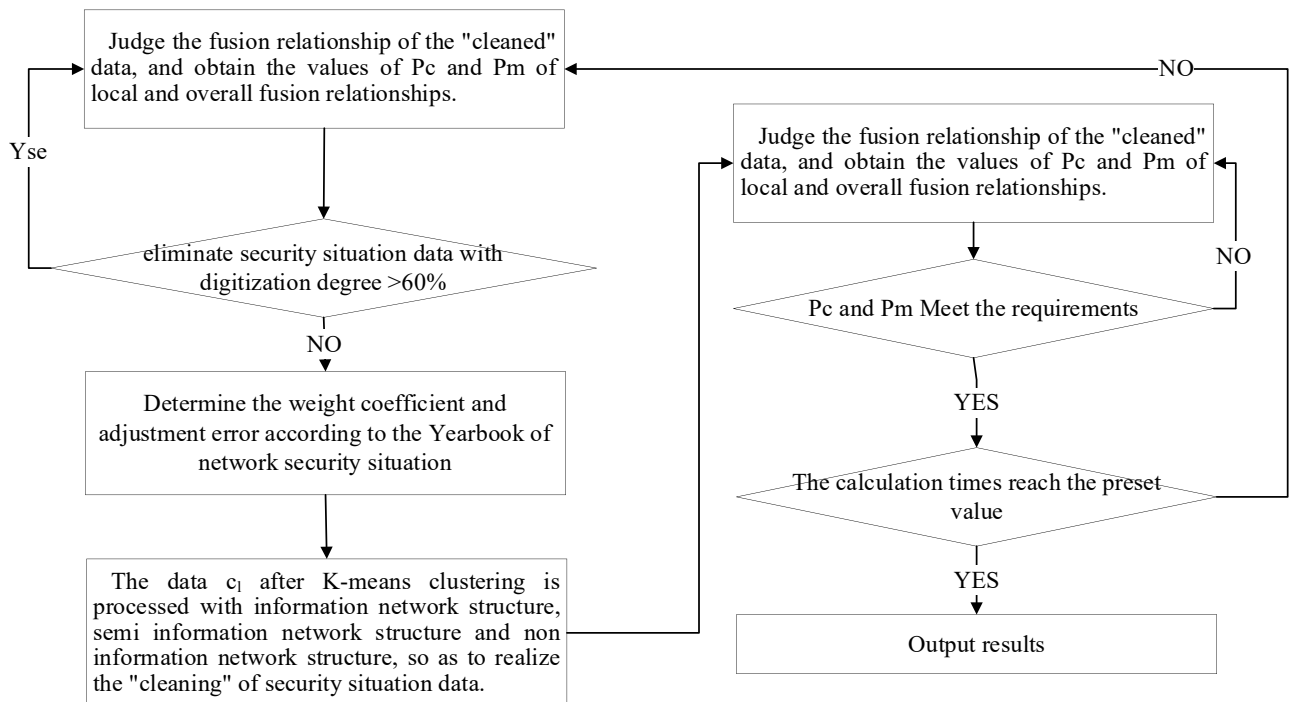 Judge the fusion relationship of the "cleaned"
data, and obtain the values of Pc and Pm of
local and overall fusion relationships.
Yse
eliminate security situation data with
digitization degree >60%
NO
Determine the weight coefficient and
adjustment error according to the Yearbook of
network security situation
The data c₁ after K-means clustering is
processed with information network structure,
semi information network structure and non
information network structure, so as to realize
the "cleaning" of security situation data.
NO
Judge the fusion relationship of the "cleaned"
data, and obtain the values of Pc and Pm of
local and overall fusion relationships.
NO
Pc and Pm Meet the requirements
YES
The calculation times reach the preset
value
YES
Output results